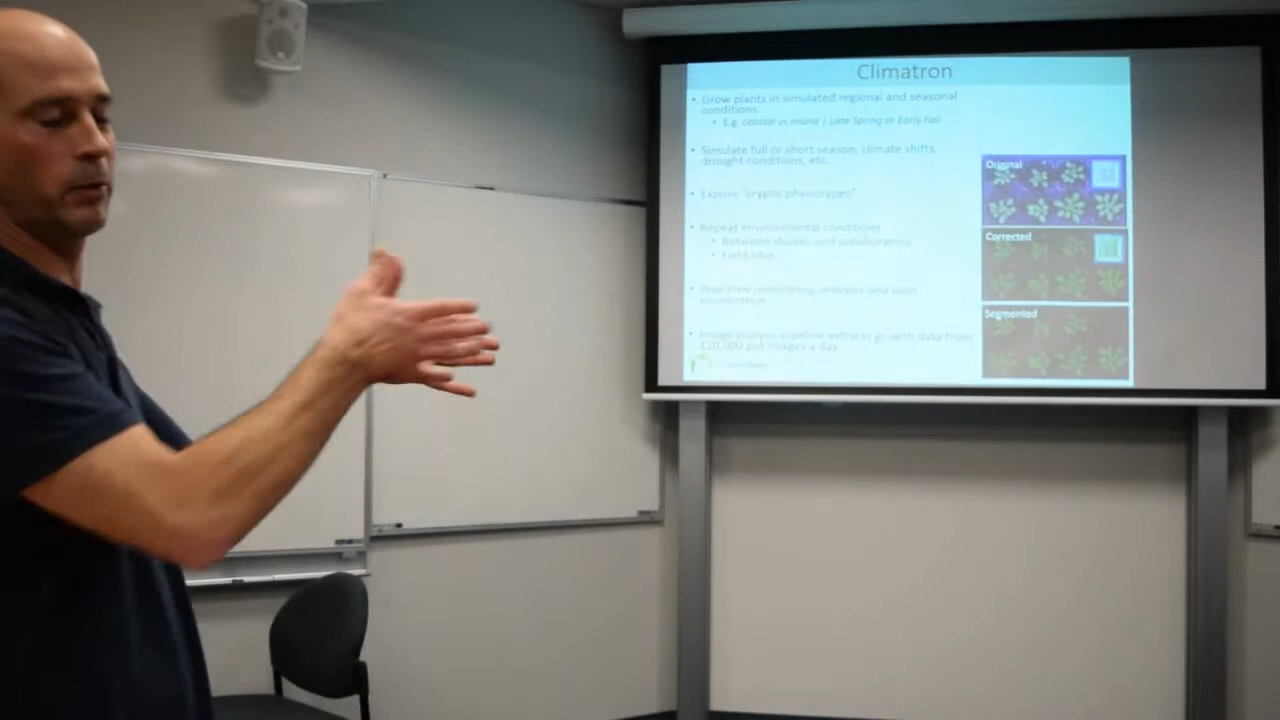 Climatron
• Grow plants in simulated regional and seasonal
conditions
• E.g. coastal vs inland | Late Spring or Early Fall
• Simulate full or short season, climate shifts,
drought conditions, etc.
• Expose "cryptic phenotypes"
• Repeat environmental conditions
• Between studies and collaborators
• Field sites
• Real-time monitoring, analysis and data
visualization
• Image analysis pipeline extracts growth data from
110,000 pot images a day
Original
Corrected
Segmented